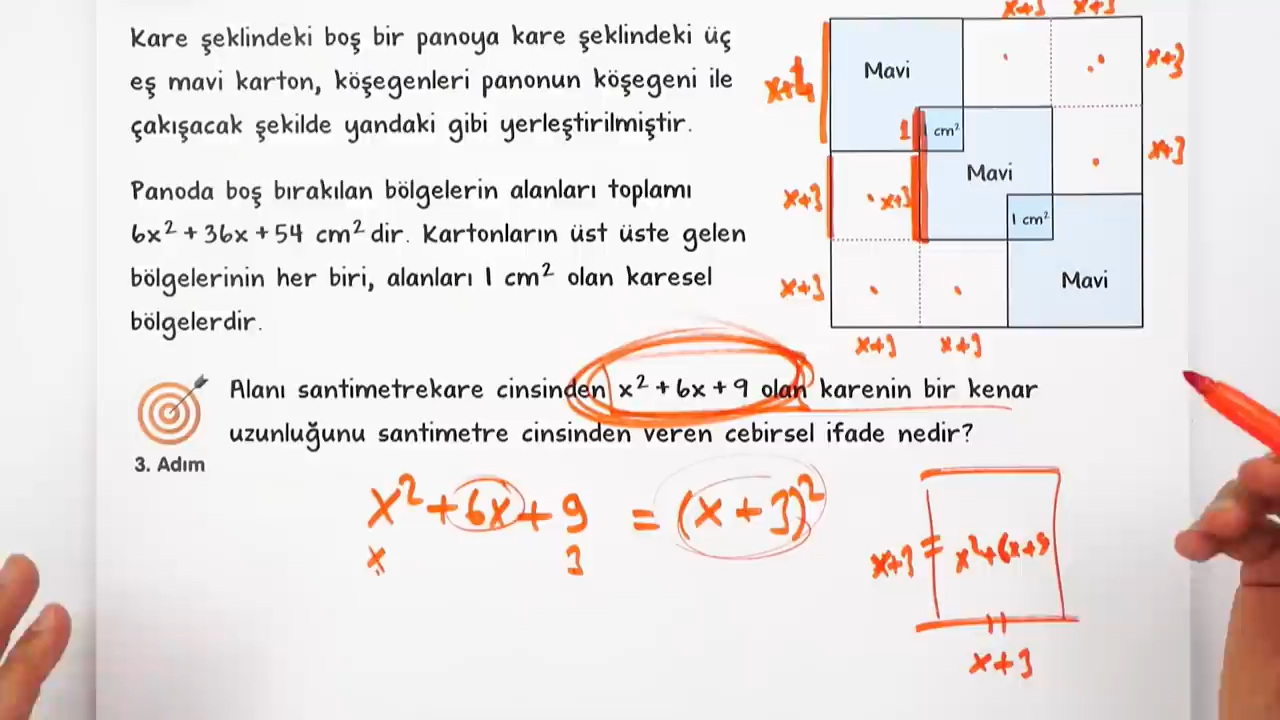 Kare şeklindeki boş bir panoya kare şeklindeki üç
eş mavi karton, köşegenleri panonun köşegeni ile
çakışacak şekilde yandaki gibi yerleştirilmiştir.
Panoda boş bırakılan bölgelerin alanları toplamı
6x² + 36x + 54 cm² dir. Kartonların üst üste gelen
bölgelerinin her biri, alanları 1 cm² olan karesel
bölgelerdir.
x+3 x+3
Mavi
x+4
x+3
1
1 cm²
x+3
Mavi
x+3
x+3
1 cm²
x+3
Mavi
x+3 x+3
Alanı santimetrekare cinsinden x² + 6x + 9 olan karenin bir kenar
uzunluğunu santimetre cinsinden veren cebirsel ifade nedir?
3. Adım
x² + 6x + 9 = (x + 3)²
x 3
x+3 = x²+6x+9
x+3